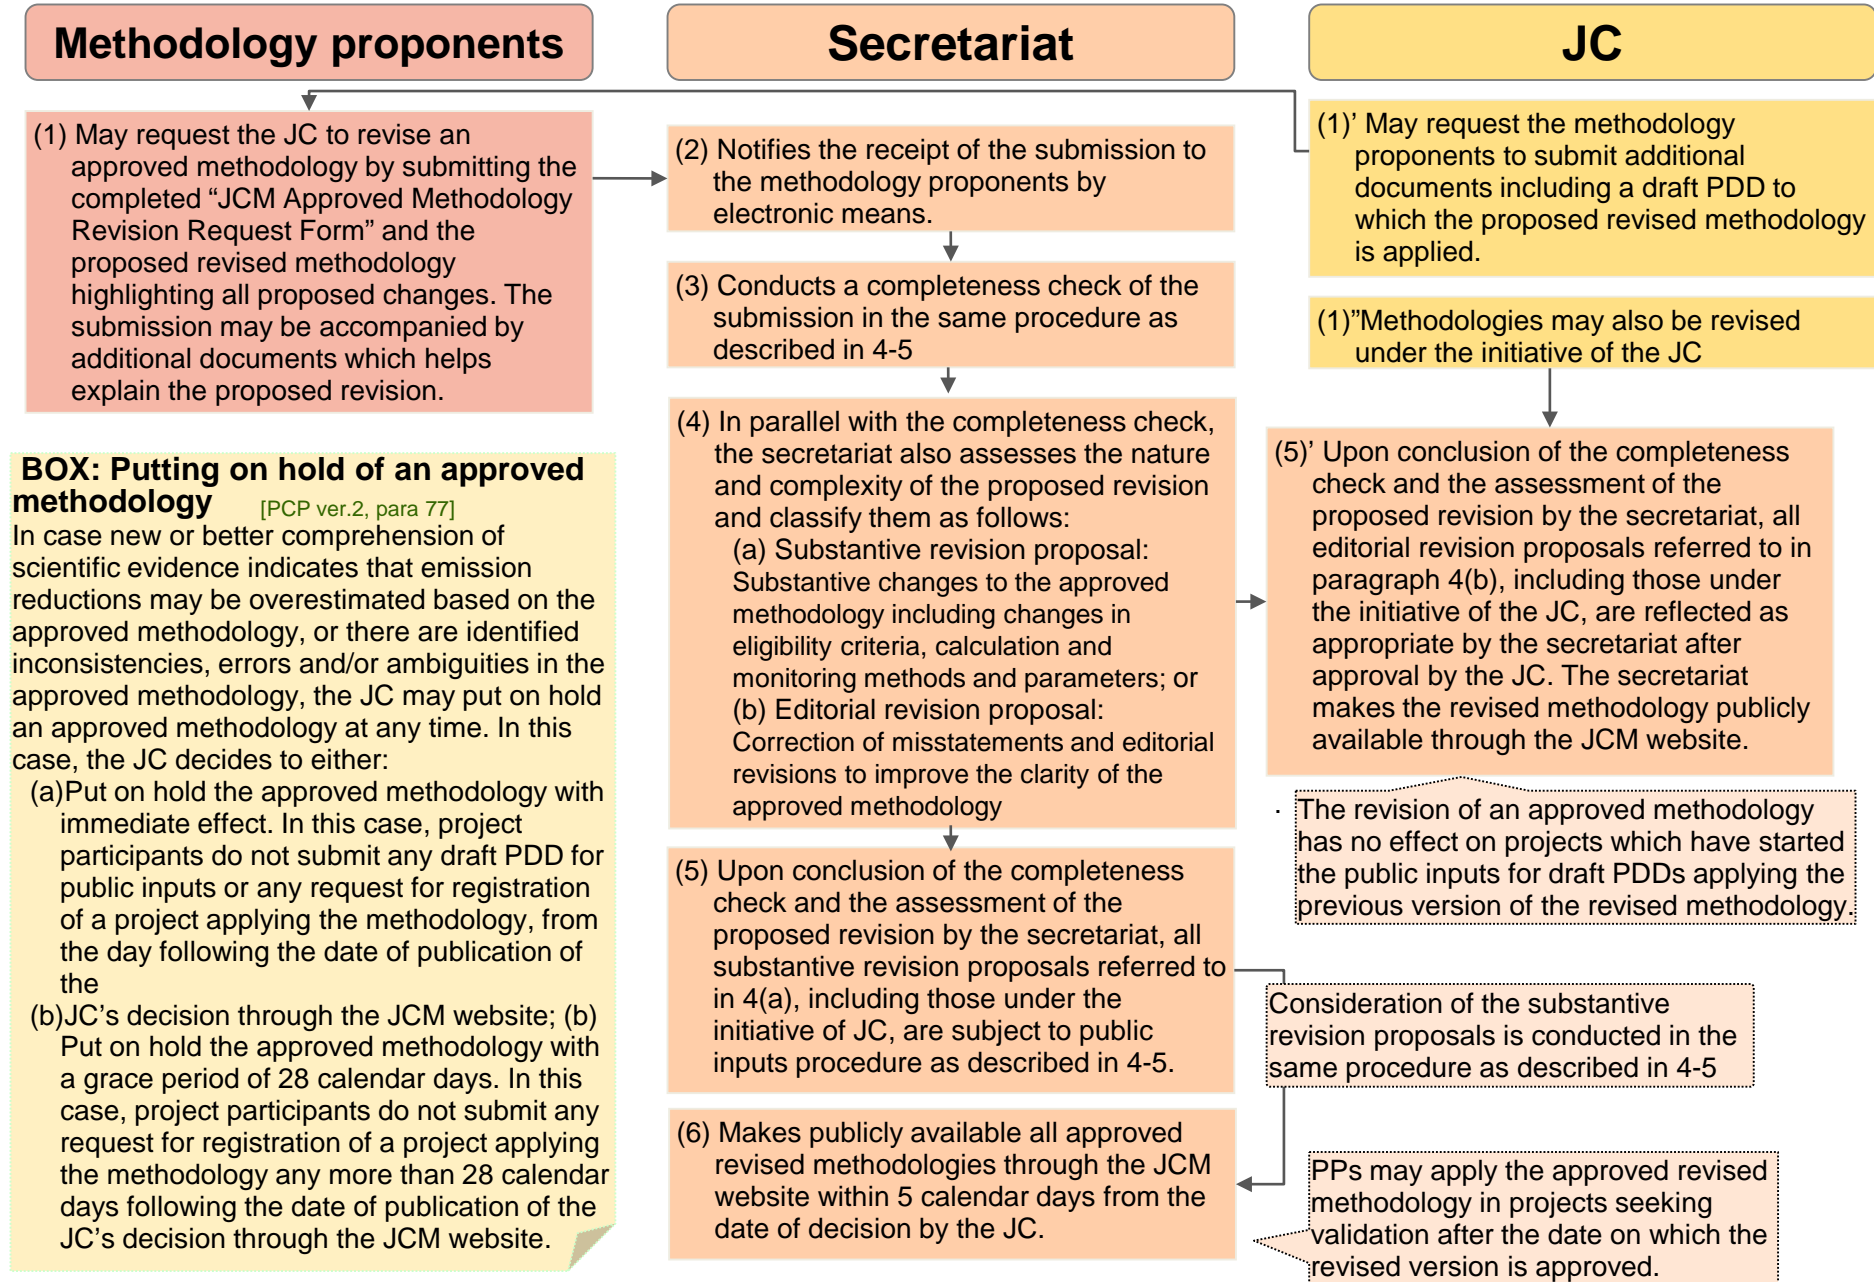 Methodology proponents
Secretariat
JC
(1) May request the JC to revise an
approved methodology by submitting the
completed “JCM Approved Methodology
Revision Request Form” and the
proposed revised methodology
highlighting all proposed changes. The
submission may be accompanied by
additional documents which helps
explain the proposed revision.
BOX: Putting on hold of an approved
methodology [PCP ver.2, para 77]
In case new or better comprehension of
scientific evidence indicates that emission
reductions may be overestimated based on the
approved methodology, or there are identified
inconsistencies, errors and/or ambiguities in the
approved methodology, the JC may put on hold
an approved methodology at any time. In this
case, the JC decides to either:
(a)Put on hold the approved methodology with
immediate effect. In this case, project
participants do not submit any draft PDD for
public inputs or any request for registration
of a project applying the methodology, from
the day following the date of publication of
the
(b)JC’s decision through the JCM website; (b)
Put on hold the approved methodology with
a grace period of 28 calendar days. In this
case, project participants do not submit any
request for registration of a project applying
the methodology any more than 28 calendar
days following the date of publication of the
JC’s decision through the JCM website.
(2) Notifies the receipt of the submission to
the methodology proponents by
electronic means.
(3) Conducts a completeness check of the
submission in the same procedure as
described in 4-5
(4) In parallel with the completeness check,
the secretariat also assesses the nature
and complexity of the proposed revision
and classify them as follows:
(a) Substantive revision proposal:
Substantive changes to the approved
methodology including changes in
eligibility criteria, calculation and
monitoring methods and parameters; or
(b) Editorial revision proposal:
Correction of misstatements and editorial
revisions to improve the clarity of the
approved methodology
(5) Upon conclusion of the completeness
check and the assessment of the
proposed revision by the secretariat, all
substantive revision proposals referred to
in 4(a), including those under the
initiative of JC, are subject to public
inputs procedure as described in 4-5.
(6) Makes publicly available all approved
revised methodologies through the JCM
website within 5 calendar days from the
date of decision by the JC.
(1)’ May request the methodology
proponents to submit additional
documents including a draft PDD to
which the proposed revised methodology
is applied.
(1)”Methodologies may also be revised
under the initiative of the JC
(5)’ Upon conclusion of the completeness
check and the assessment of the
proposed revision by the secretariat, all
editorial revision proposals referred to in
paragraph 4(b), including those under
the initiative of the JC, are reflected as
appropriate by the secretariat after
approval by the JC. The secretariat
makes the revised methodology publicly
available through the JCM website.
· The revision of an approved methodology
has no effect on projects which have started
the public inputs for draft PDDs applying the
previous version of the revised methodology.
Consideration of the substantive
revision proposals is conducted in the
same procedure as described in 4-5
PPs may apply the approved revised
methodology in projects seeking
validation after the date on which the
revised version is approved.